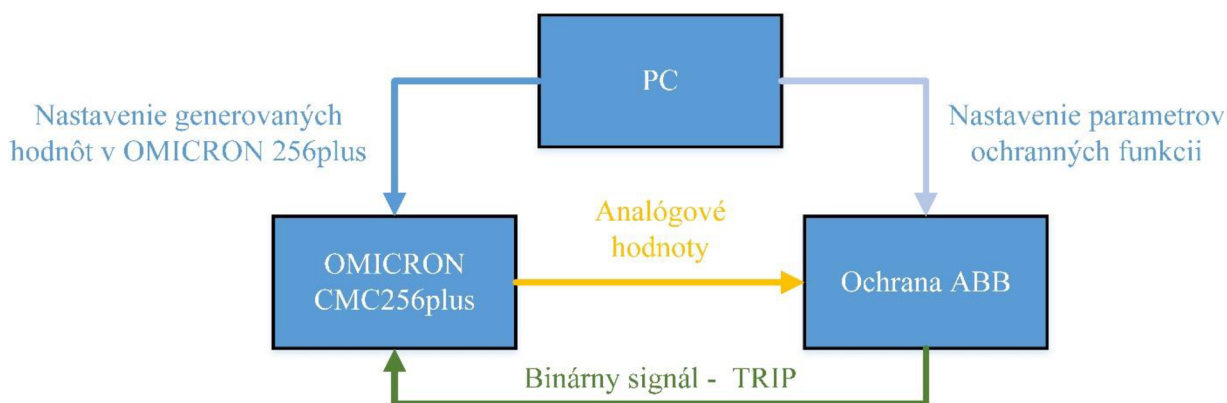 PC
Nastavenie generovaných
hodnôt v OMICRON 256plus
Nastavenie parametrov
ochranných funkcii
Analógové
hodnoty
OMICRON
CMC256plus
Ochrana ABB
Binárny signál - TRIP